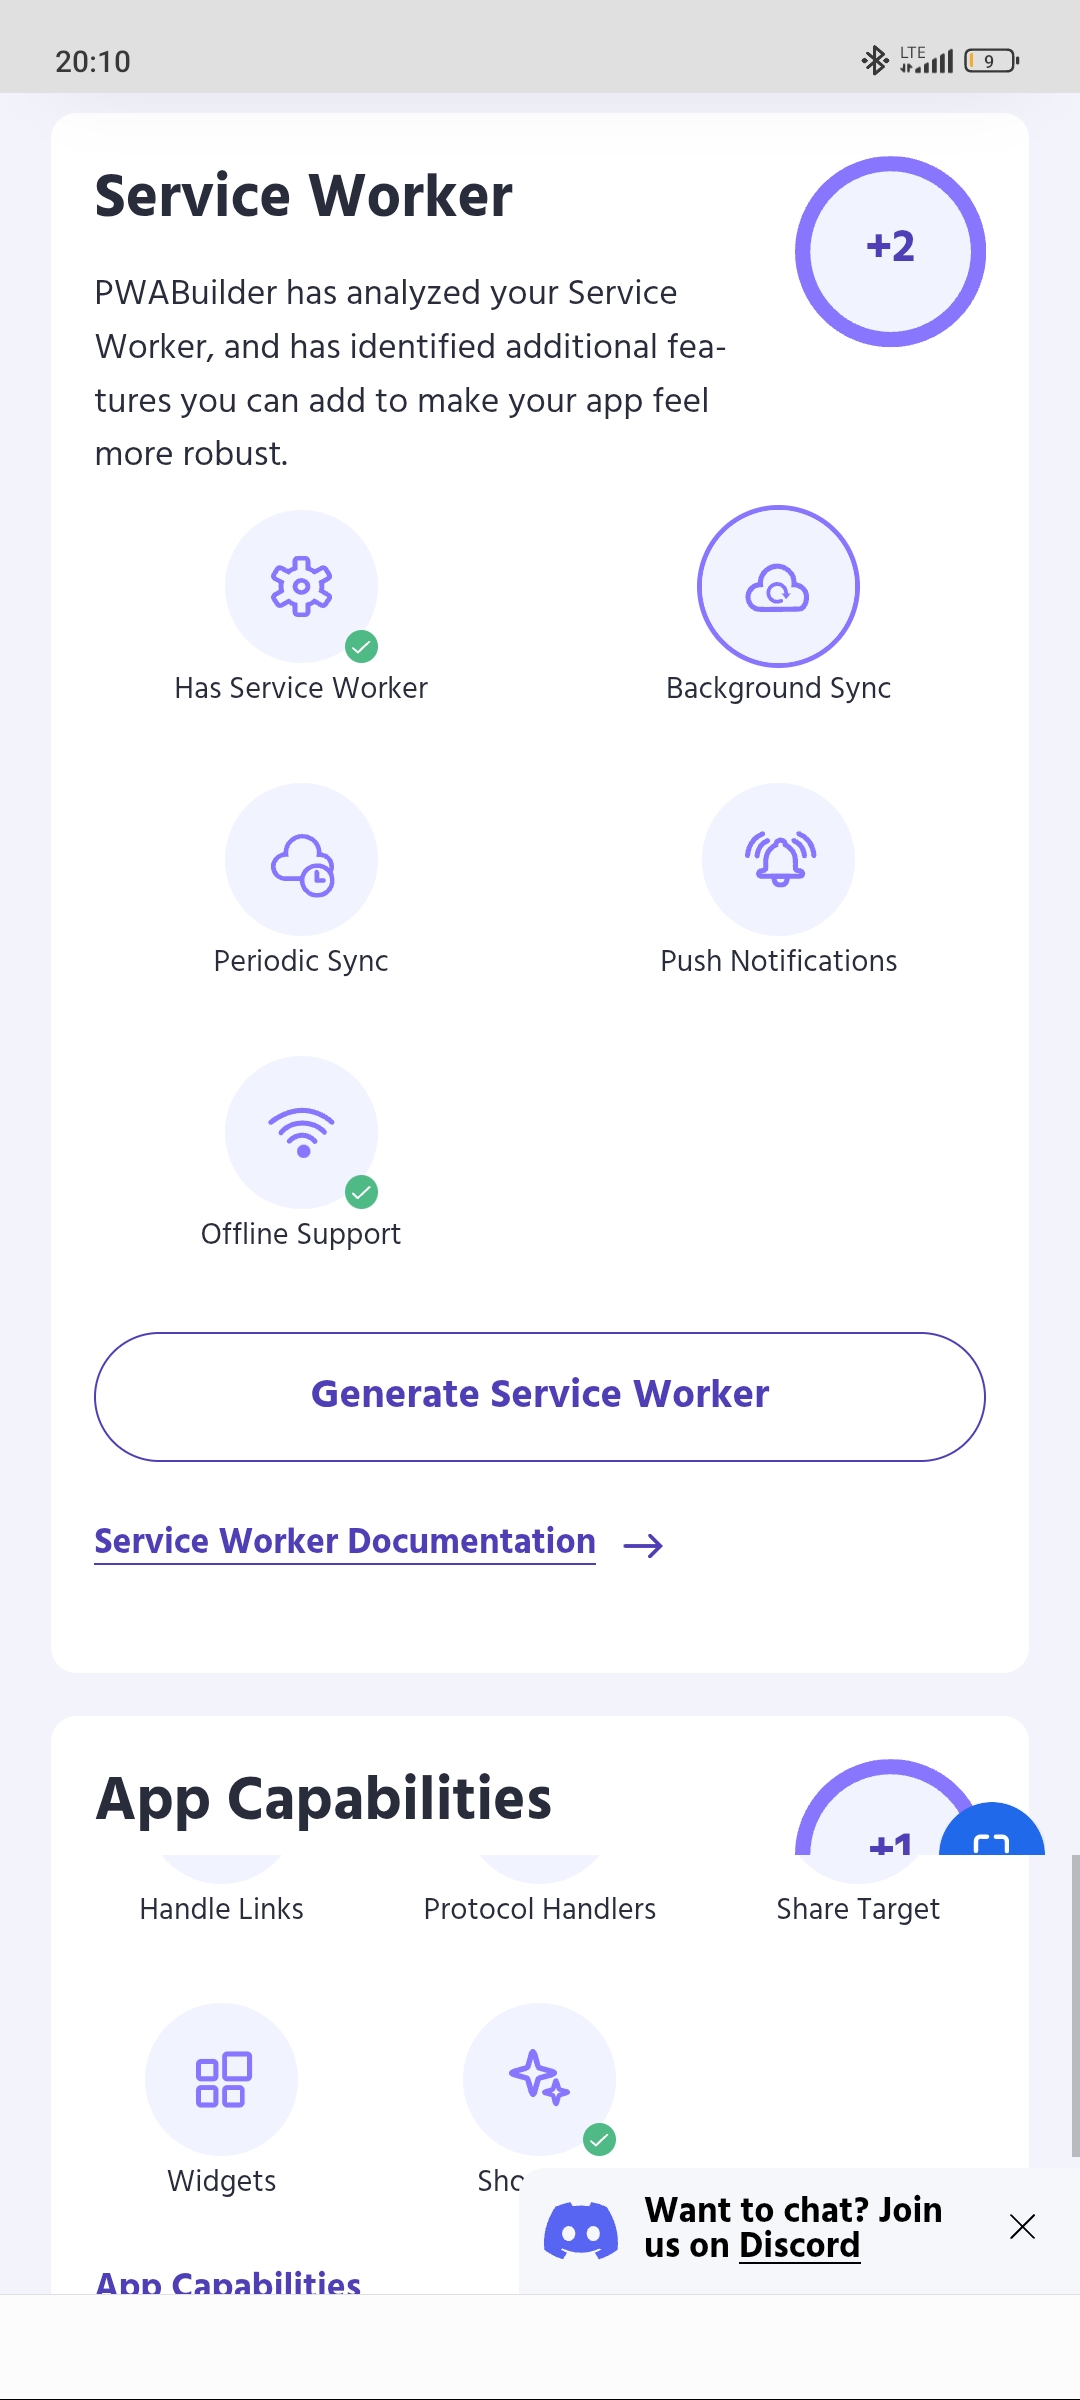 20:10
LTE
9
Service Worker
+2
PWABuilder has analyzed your Service
Worker, and has identified additional fea-
tures you can add to make your app feel
more robust.
Has Service Worker
Background Sync
Periodic Sync
Push Notifications
Offline Support
Generate Service Worker
Service Worker Documentation
App Capabilities
+1
Handle Links
Protocol Handlers
Share Target
Widgets
Want to chat? Join
us on Discord
App Capabilities